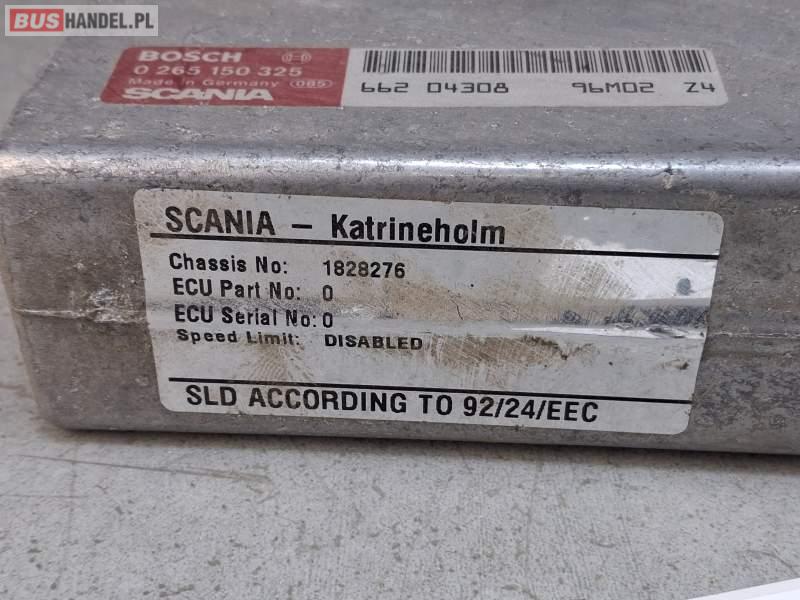 BUSHANDEL.PL
BOSCH
0 265 150 325
Made in Germany (085)
SCANIA
662 04308 96M02 Z4
SCANIA – Katrineholm
Chassis No: 1828276
ECU Part No: 0
ECU Serial No: 0
Speed Limit: DISABLED
SLD ACCORDING TO 92/24/EEC